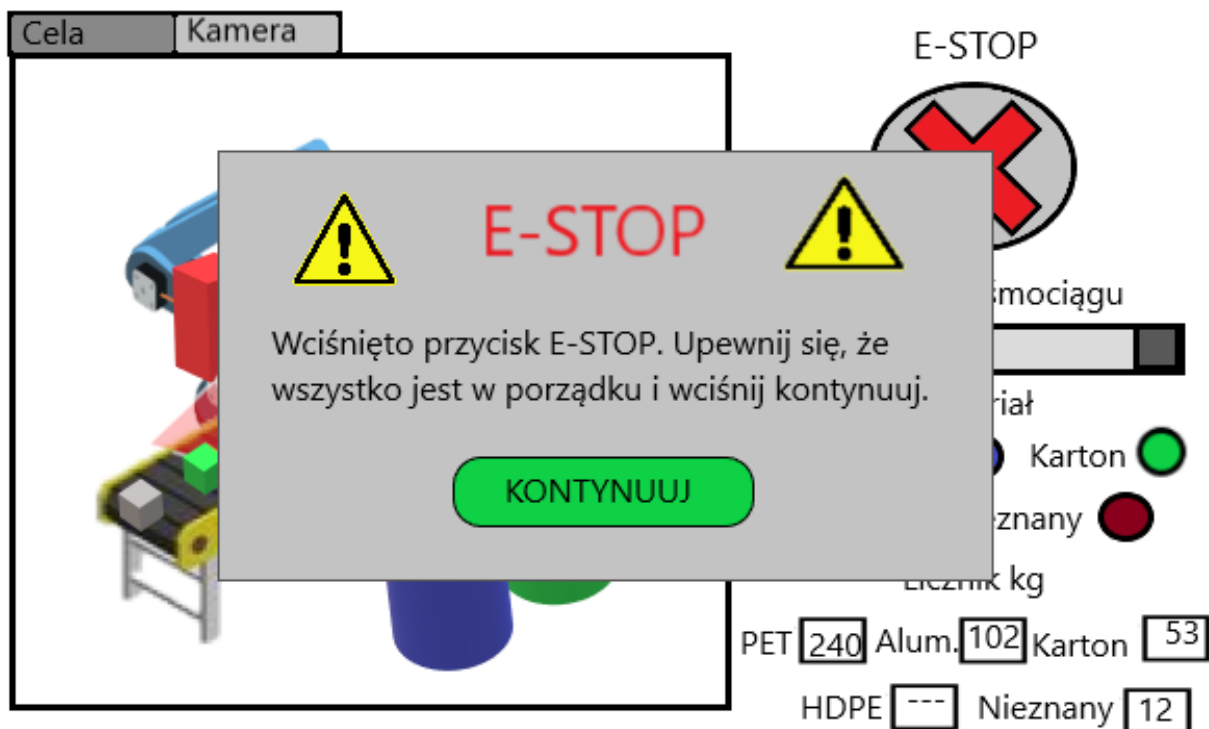 Cela
Kamera
E-STOP
E-STOP
Wciśnięto przycisk E-STOP. Upewnij się, że
wszystko jest w porządku i wciśnij kontynuuj.
KONTYNUUJ
Karton
kg
PET 240 Alum. 102 Karton 53
HDPE --- Nieznany 12